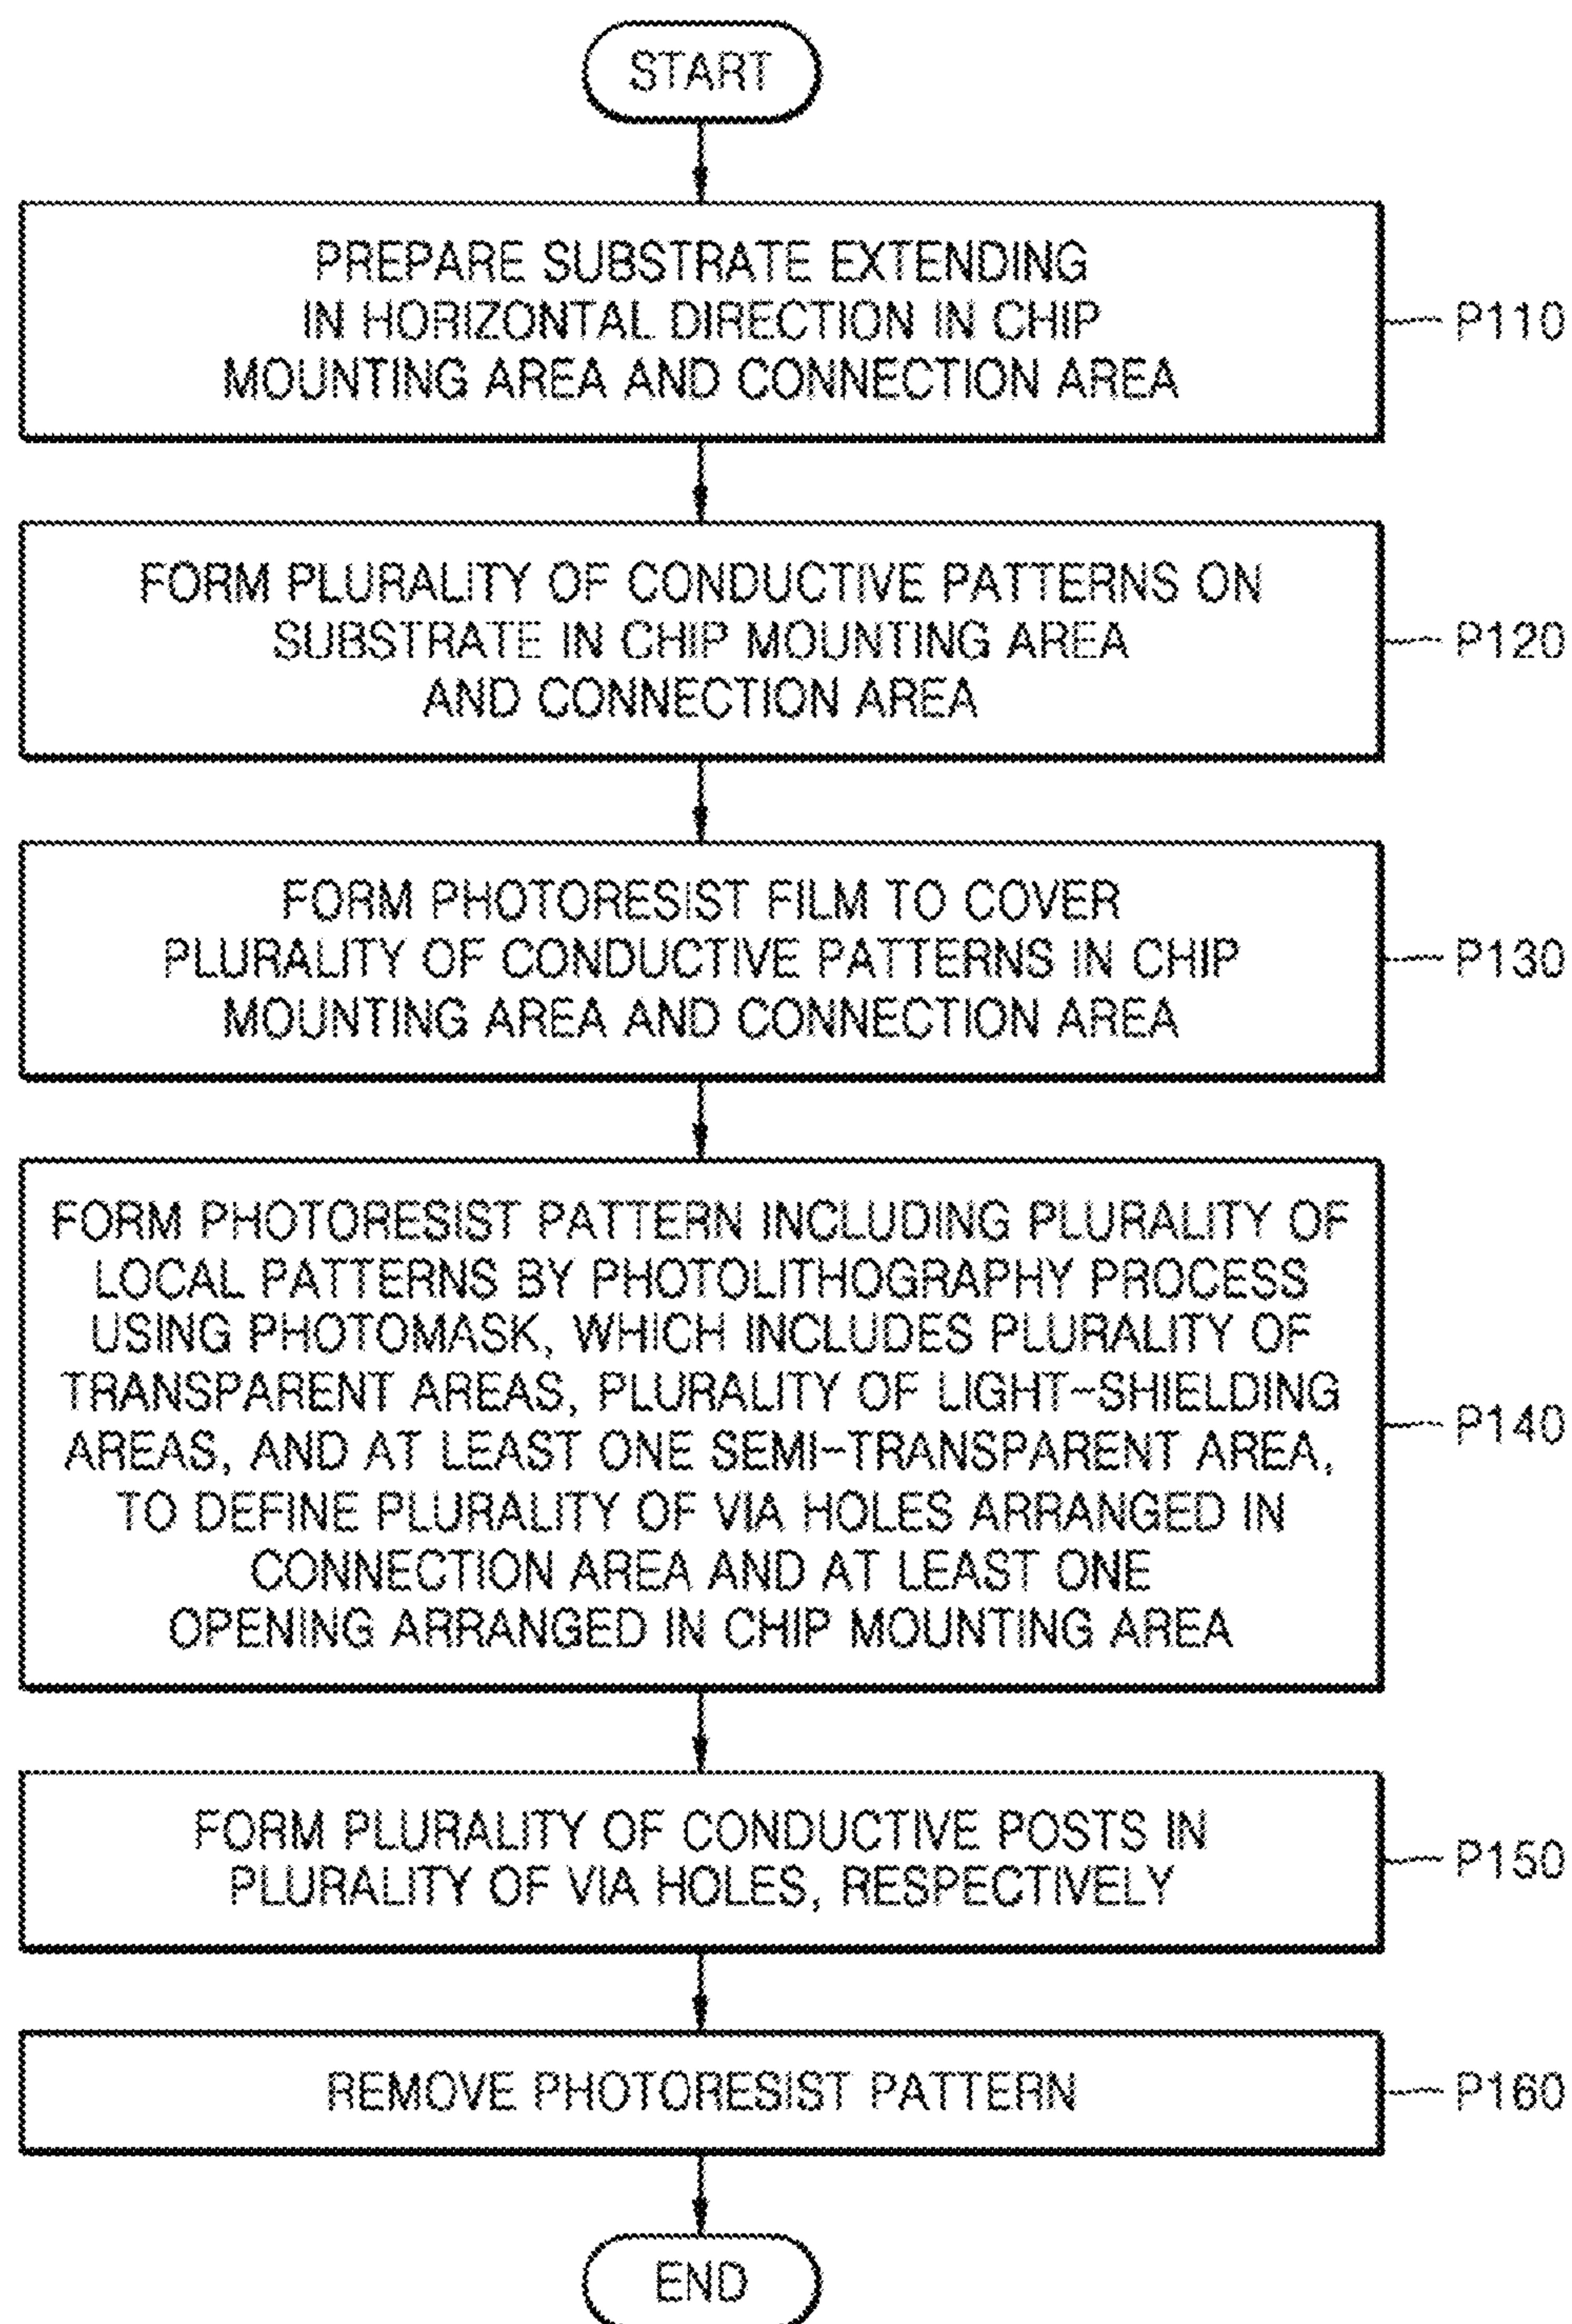 START
PREPARE SUBSTRATE EXTENDING
IN HORIZONTAL DIRECTION IN CHIP
MOUNTING AREA AND CONNECTION AREA
P110
FORM PLURALITY OF CONDUCTIVE PATTERNS ON
SUBSTRATE IN CHIP MOUNTING AREA
AND CONNECTION AREA
P120
FORM PHOTORESIST FILM TO COVER
PLURALITY OF CONDUCTIVE PATTERNS IN CHIP
MOUNTING AREA AND CONNECTION AREA
P130
FORM PHOTORESIST PATTERN INCLUDING PLURALITY OF
LOCAL PATTERNS BY PHOTOLITHOGRAPHY PROCESS
USING PHOTOMASK, WHICH INCLUDES PLURALITY OF
TRANSPARENT AREAS, PLURALITY OF LIGHT-SHIELDING
AREAS, AND AT LEAST ONE SEMI-TRANSPARENT AREA,
TO DEFINE PLURALITY OF VIA HOLES ARRANGED IN
CONNECTION AREA AND AT LEAST ONE
OPENING ARRANGED IN CHIP MOUNTING AREA
P140
FORM PLURALITY OF CONDUCTIVE POSTS IN
PLURALITY OF VIA HOLES, RESPECTIVELY
P150
REMOVE PHOTORESIST PATTERN
P160
END